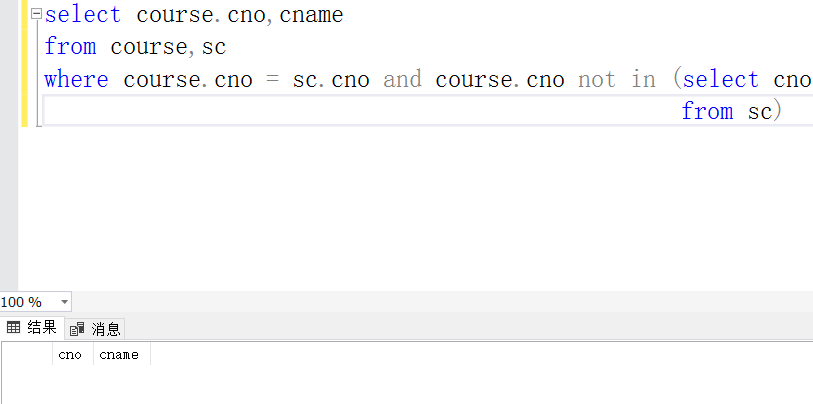 select course.cno,cname
from course,sc
where course.cno = sc.cno and course.cno not in (select cno
from sc)
100 %
结果 消息
cno cname